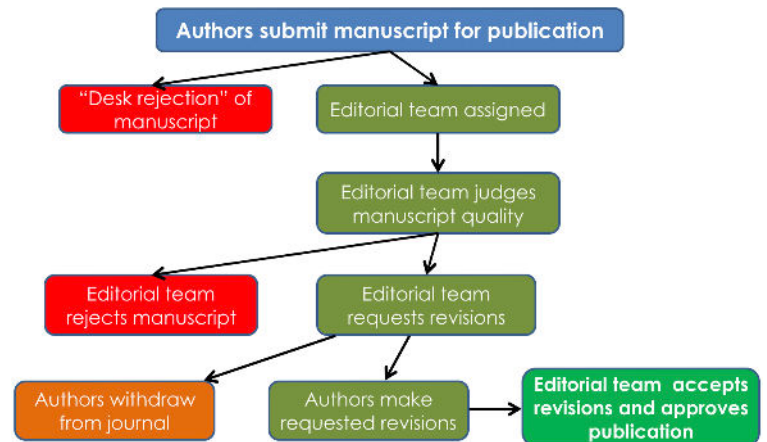 Authors submit manuscript for publication
“Desk rejection” of
manuscript
Editorial team assigned
Editorial team judges
manuscript quality
Editorial team
rejects manuscript
Editorial team
requests revisions
Authors withdraw
from journal
Authors make
requested revisions
Editorial team accepts
revisions and approves
publication